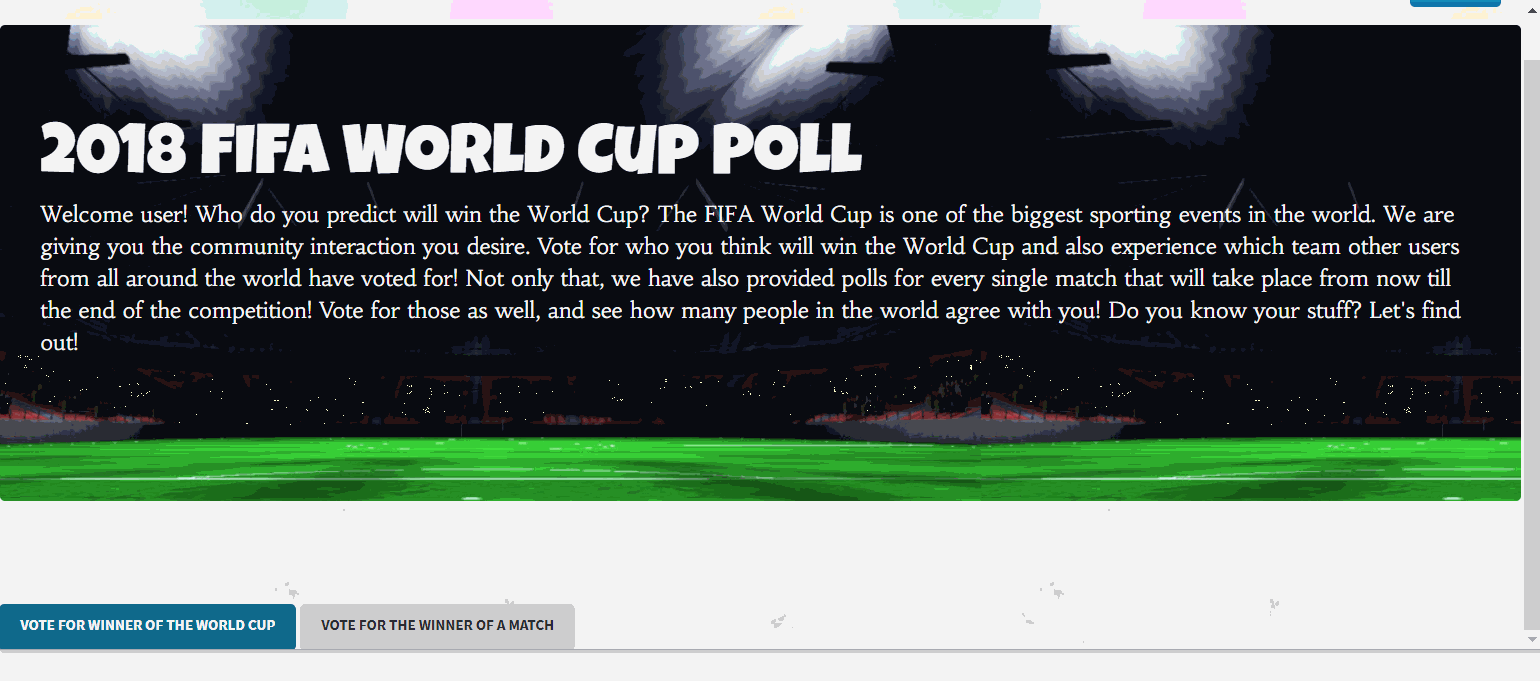 2018 FIFA WORLD CUP POLL
Welcome user! Who do you predict will win the World Cup? The FIFA World Cup is one of the biggest sporting events in the world. We are
giving you the community interaction you desire. Vote for who you think will win the World Cup and also experience which team other users
from all around the world have voted for! Not only that, we have also provided polls for every single match that will take place from now till
the end of the competition! Vote for those as well, and see how many people in the world agree with you! Do you know your stuff? Let's find
out!
VOTE FOR WINNER OF THE WORLD CUP
VOTE FOR THE WINNER OF A MATCH